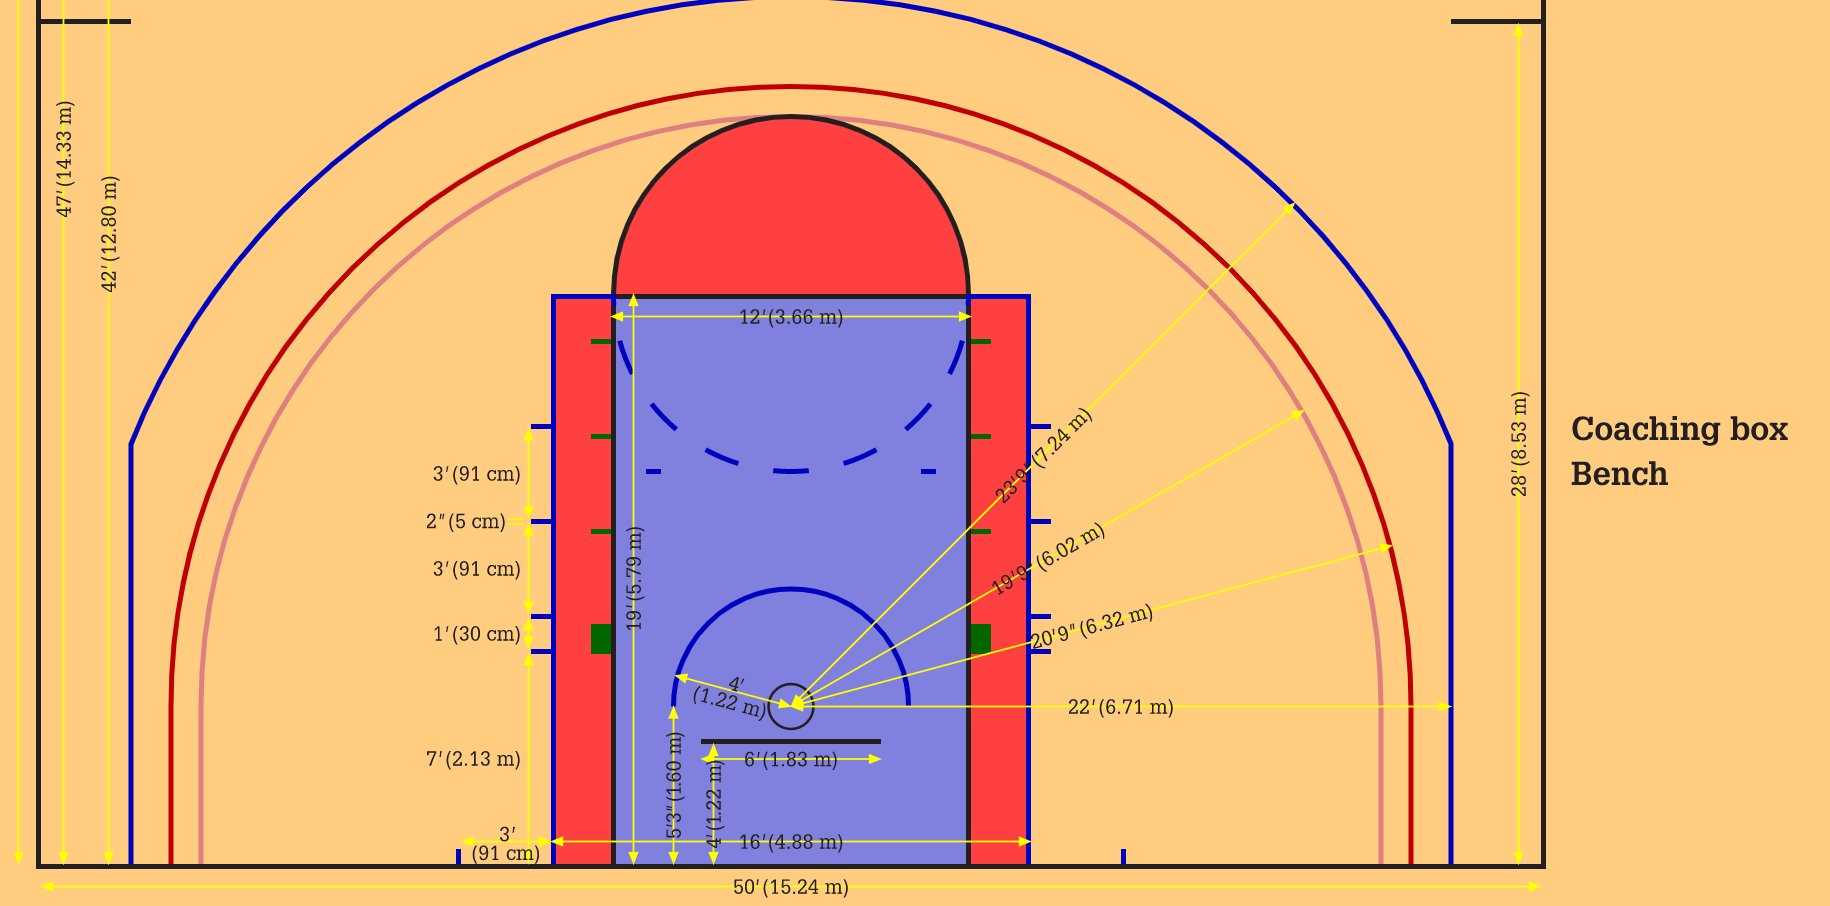 47′ (14.33 m)
42′ (12.80 m)
12′ (3.66 m)
23′9″ (7.24 m)
28′ (8.53 m)
Coaching box
Bench
3′ (91 cm)
2″ (5 cm)
19′ (5.79 m)
19′9″ (6.02 m)
3′ (91 cm)
1′ (30 cm)
20′9″ (6.32 m)
4′
(1.22 m)
22′ (6.71 m)
7′ (2.13 m)
5′3″ (1.60 m)
4′ (1.22 m)
6′ (1.83 m)
3′
(91 cm)
16′ (4.88 m)
50′ (15.24 m)